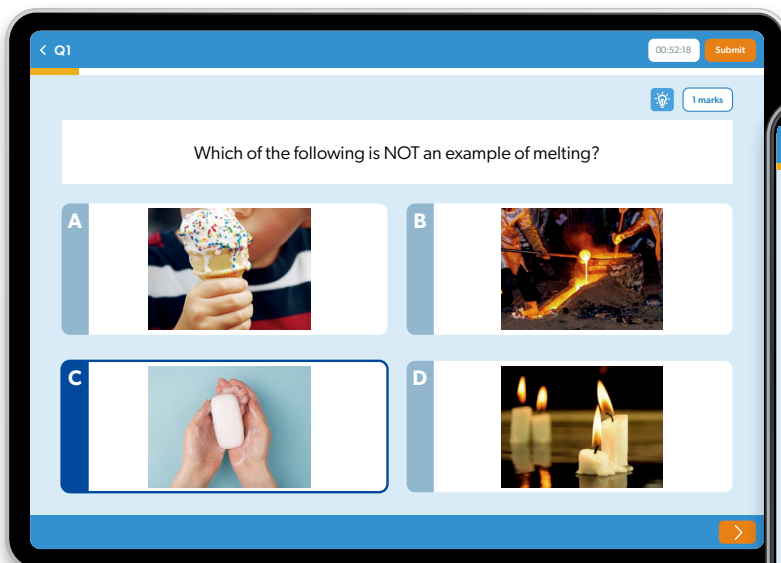 Q1
00:52:18
Submit
1 marks
Which of the following is NOT an example of melting?
A
B
C
D